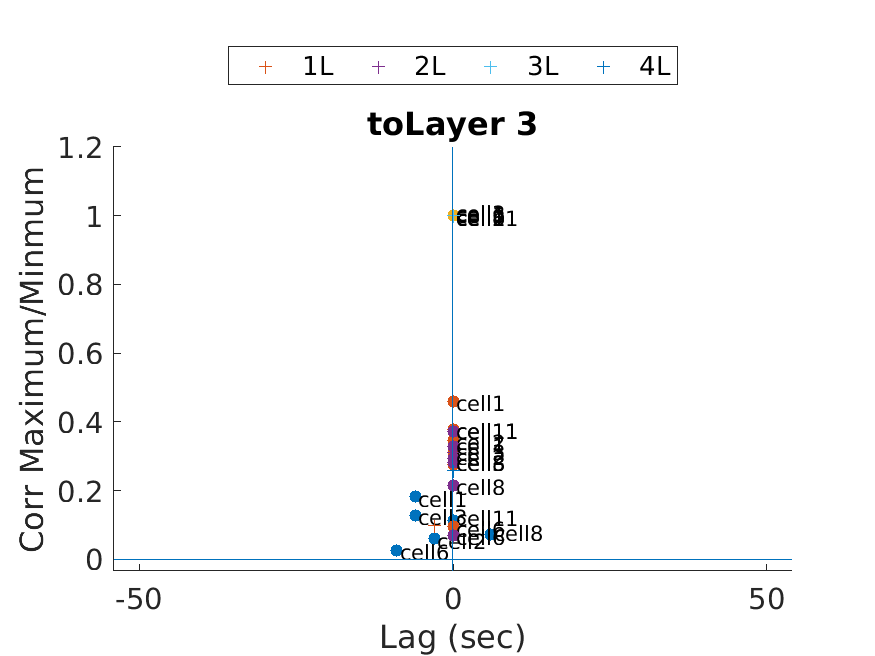 1L 2L 3L 4L
toLayer 3
Corr Maximum/Minmum
1.2
1
0.8
0.6
0.4
0.2
0
cell1
cell11
cell8
cell1
cell11
cell8
cell2
cell6
-50 0 50
Lag (sec)